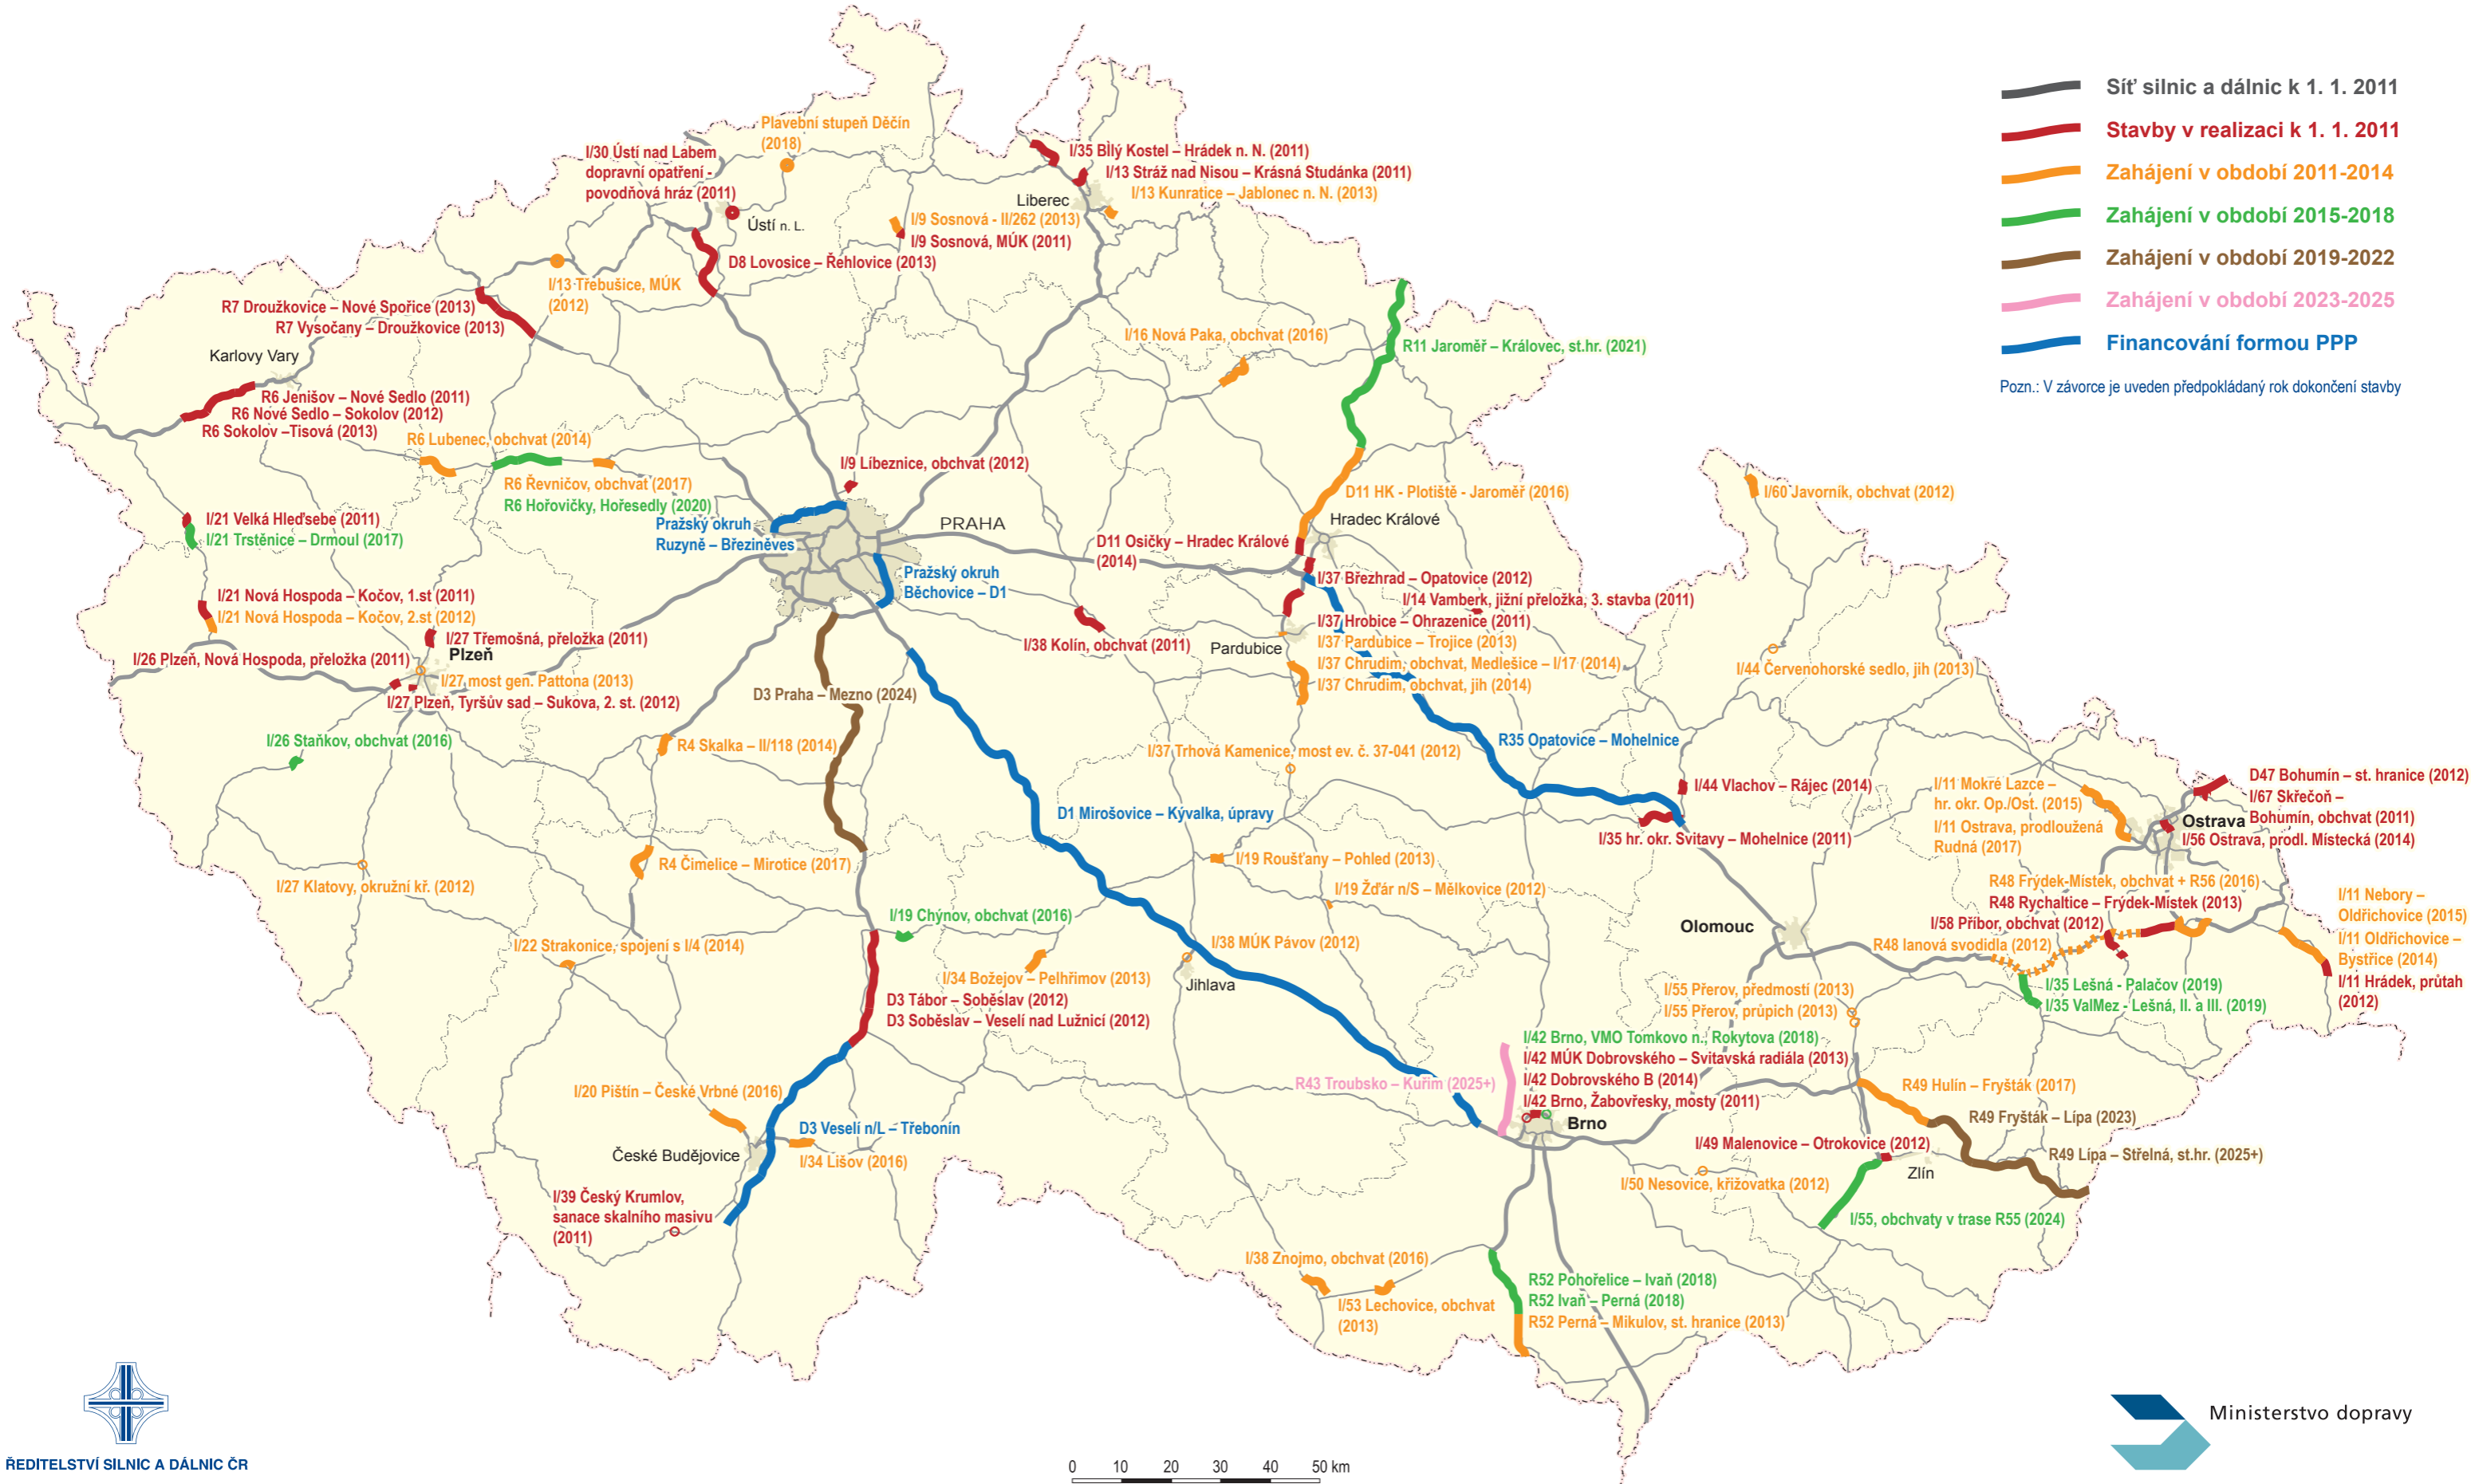 Síť silnic a dálnic k 1. 1. 2011
Stavby v realizaci k 1. 1. 2011
Zahájení v období 2011-2014
Zahájení v období 2015-2018
Zahájení v období 2019-2022
Zahájení v období 2023-2025
Financování formou PPP
Pozn.: V závorce je uveden předpokládaný rok dokončení stavby
Plavební stupeň Děčín
(2018)
I/30 Ústí nad Labem
dopravní opatření -
povodňová hráz (2011)
Ústí n. L.
I/35 Bílý Kostel – Hrádek n. N. (2011)
I/13 Stráž nad Nisou – Krásná Studánka (2011)
I/13 Kunratice – Jablonec n. N. (2013)
Liberec
I/9 Sosnová - II/262 (2013)
I/9 Sosnová, MÚK (2011)
D8 Lovosice – Řehlovice (2013)
I/13 Třebušice, MÚK
(2012)
R7 Droužkovice – Nové Spořice (2013)
R7 Vysočany – Droužkovice (2013)
Karlovy Vary
R6 Jenišov – Nové Sedlo (2011)
R6 Nové Sedlo – Sokolov (2012)
R6 Sokolov –Tisová (2013)
R6 Lubenec, obchvat (2014)
R6 Řevničov, obchvat (2017)
R6 Hořovičky, Hořesedly (2020)
I/16 Nová Paka, obchvat (2016)
R11 Jaroměř – Královec, st.hr. (2021)
I/9 Líbeznice, obchvat (2012)
Pražský okruh
Ruzyně – Březiněves
PRAHA
Pražský okruh
Běchovice – D1
D11 HK - Plotiště - Jaroměř (2016)
Hradec Králové
D11 Osičky – Hradec Králové
(2014)
I/60 Javorník, obchvat (2012)
I/21 Velká Hleďsebe (2011)
I/21 Trstěnice – Drmoul (2017)
I/21 Nová Hospoda – Kočov, 1.st (2011)
I/21 Nová Hospoda – Kočov, 2.st (2012)
I/27 Třemošná, přeložka (2011)
Plzeň
I/26 Plzeň, Nová Hospoda, přeložka (2011)
I/27 most gen. Pattona (2013)
I/27 Plzeň, Tyršův sad – Sukova, 2. st. (2012)
I/26 Staňkov, obchvat (2016)
I/27 Klatovy, okružní kř. (2012)
I/38 Kolín, obchvat (2011)
I/37 Březhrad – Opatovice (2012)
I/14 Vamberk, jižní přeložka, 3. stavba (2011)
I/37 Hrobice – Ohrazenice (2011)
Pardubice
I/37 Pardubice – Trojice (2013)
I/37 Chrudim, obchvat, Medlešice – I/17 (2014)
I/37 Chrudim, obchvat, jih (2014)
I/44 Červenohorské sedlo, jih (2013)
D3 Praha – Mezno (2024)
R4 Skalka – II/118 (2014)
R4 Čimelice – Mirotice (2017)
I/37 Trhová Kamenice, most ev. č. 37-041 (2012)
R35 Opatovice – Mohelnice
D1 Mirošovice – Kývalka, úpravy
I/44 Vlachov – Rájec (2014)
I/35 hr. okr. Svitavy – Mohelnice (2011)
I/11 Mokré Lazce –
hr. okr. Op./Ost. (2015)
I/11 Ostrava, prodloužená
Rudná (2017)
D47 Bohumín – st. hranice (2012)
I/67 Skřečoň –
Bohumín, obchvat (2011)
Ostrava
I/56 Ostrava, prodl. Místecká (2014)
I/19 Roušťany – Pohled (2013)
I/19 Žďár n/S – Mělkovice (2012)
R48 Frýdek-Místek, obchvat + R56 (2016)
R48 Rychaltice – Frýdek-Místek (2013)
I/58 Příbor, obchvat (2012)
R48 lanová svodidla (2012)
I/11 Nebory –
Oldřichovice (2015)
I/11 Oldřichovice –
Bystřice (2014)
I/11 Hrádek, průtah
(2012)
I/35 Lešná - Palačov (2019)
I/35 ValMez - Lešná, II. a III. (2019)
Olomouc
I/19 Chýnov, obchvat (2016)
I/22 Strakonice, spojení s I/4 (2014)
I/34 Božejov – Pelhřimov (2013)
I/38 MÚK Pávov (2012)
Jihlava
D3 Tábor – Soběslav (2012)
D3 Soběslav – Veselí nad Lužnicí (2012)
I/55 Přerov, předmostí (2013)
I/55 Přerov, průpich (2013)
I/42 Brno, VMO Tomkovo n., Rokytova (2018)
I/42 MÚK Dobrovského – Svitavská radiála (2013)
I/42 Dobrovského B (2014)
I/42 Brno, Žabovřesky, mosty (2011)
R43 Troubsko – Kuřim (2025+)
Brno
R49 Hulín – Fryšták (2017)
R49 Fryšták – Lípa (2023)
R49 Lípa – Střelná, st.hr. (2025+)
I/49 Malenovice – Otrokovice (2012)
Zlín
I/50 Nesovice, křižovatka (2012)
I/55, obchvaty v trase R55 (2024)
I/20 Pištín – České Vrbné (2016)
D3 Veselí n/L – Třebonín
České Budějovice
I/34 Lišov (2016)
I/39 Český Krumlov,
sanace skalního masivu
(2011)
I/38 Znojmo, obchvat (2016)
I/53 Lechovice, obchvat
(2013)
R52 Pohořelice – Ivaň (2018)
R52 Ivaň – Perná (2018)
R52 Perná – Mikulov, st. hranice (2013)
ŘEDITELSTVÍ SILNIC A DÁLNIC ČR
0 10 20 30 40 50 km
Ministerstvo dopravy